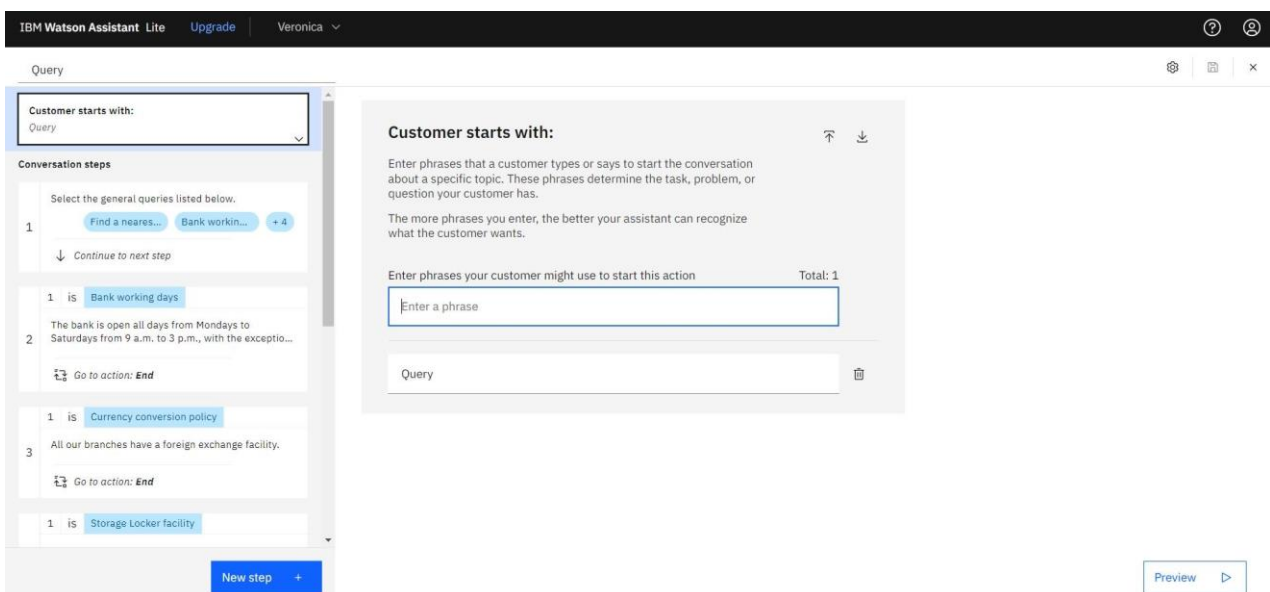 IBM Watson Assistant Lite Upgrade Veronica
Query
Customer starts with:
Query
Conversation steps
1
Select the general queries listed below.
Find a neares... Bank workin... + 4
Continue to next step
1 is Bank working days
2
The bank is open all days from Mondays to
Saturdays from 9 a.m. to 3 p.m., with the exceptio...
Go to action: End
1 is Currency conversion policy
3
All our branches have a foreign exchange facility.
Go to action: End
1 is Storage Locker facility
New step +
Customer starts with:
Enter phrases that a customer types or says to start the conversation
about a specific topic. These phrases determine the task, problem, or
question your customer has.
The more phrases you enter, the better your assistant can recognize
what the customer wants.
Enter phrases your customer might use to start this action Total: 1
Enter a phrase
Query
Preview